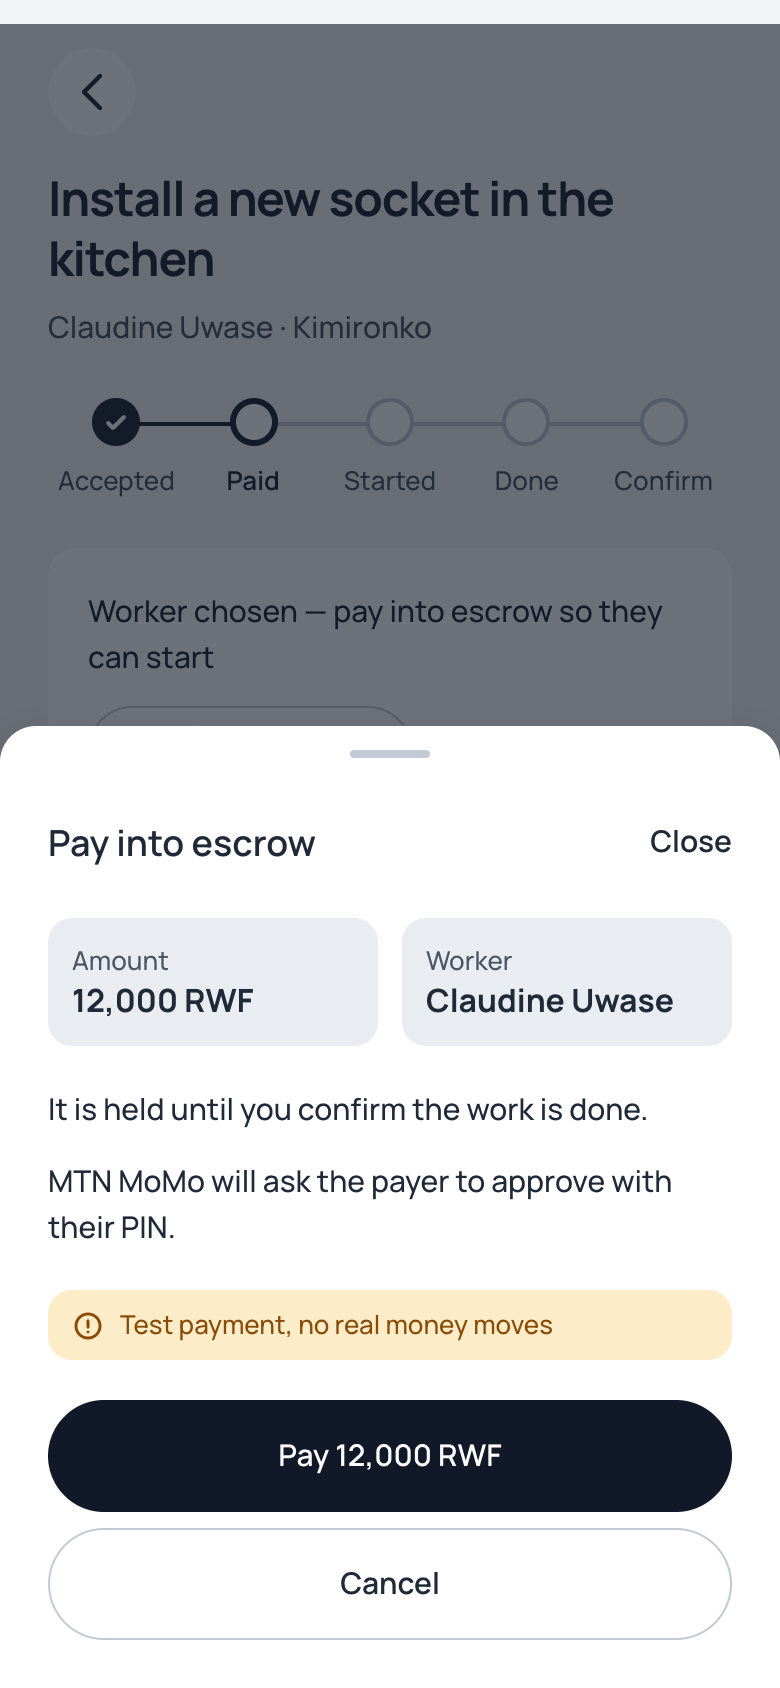 Install a new socket in the
kitchen
Claudine Uwase · Kimironko
Accepted Paid Started Done Confirm
Worker chosen — pay into escrow so they
can start
Pay into escrow Close
Amount Worker
12,000 RWF Claudine Uwase
It is held until you confirm the work is done.
MTN MoMo will ask the payer to approve with
their PIN.
Test payment, no real money moves
Pay 12,000 RWF
Cancel